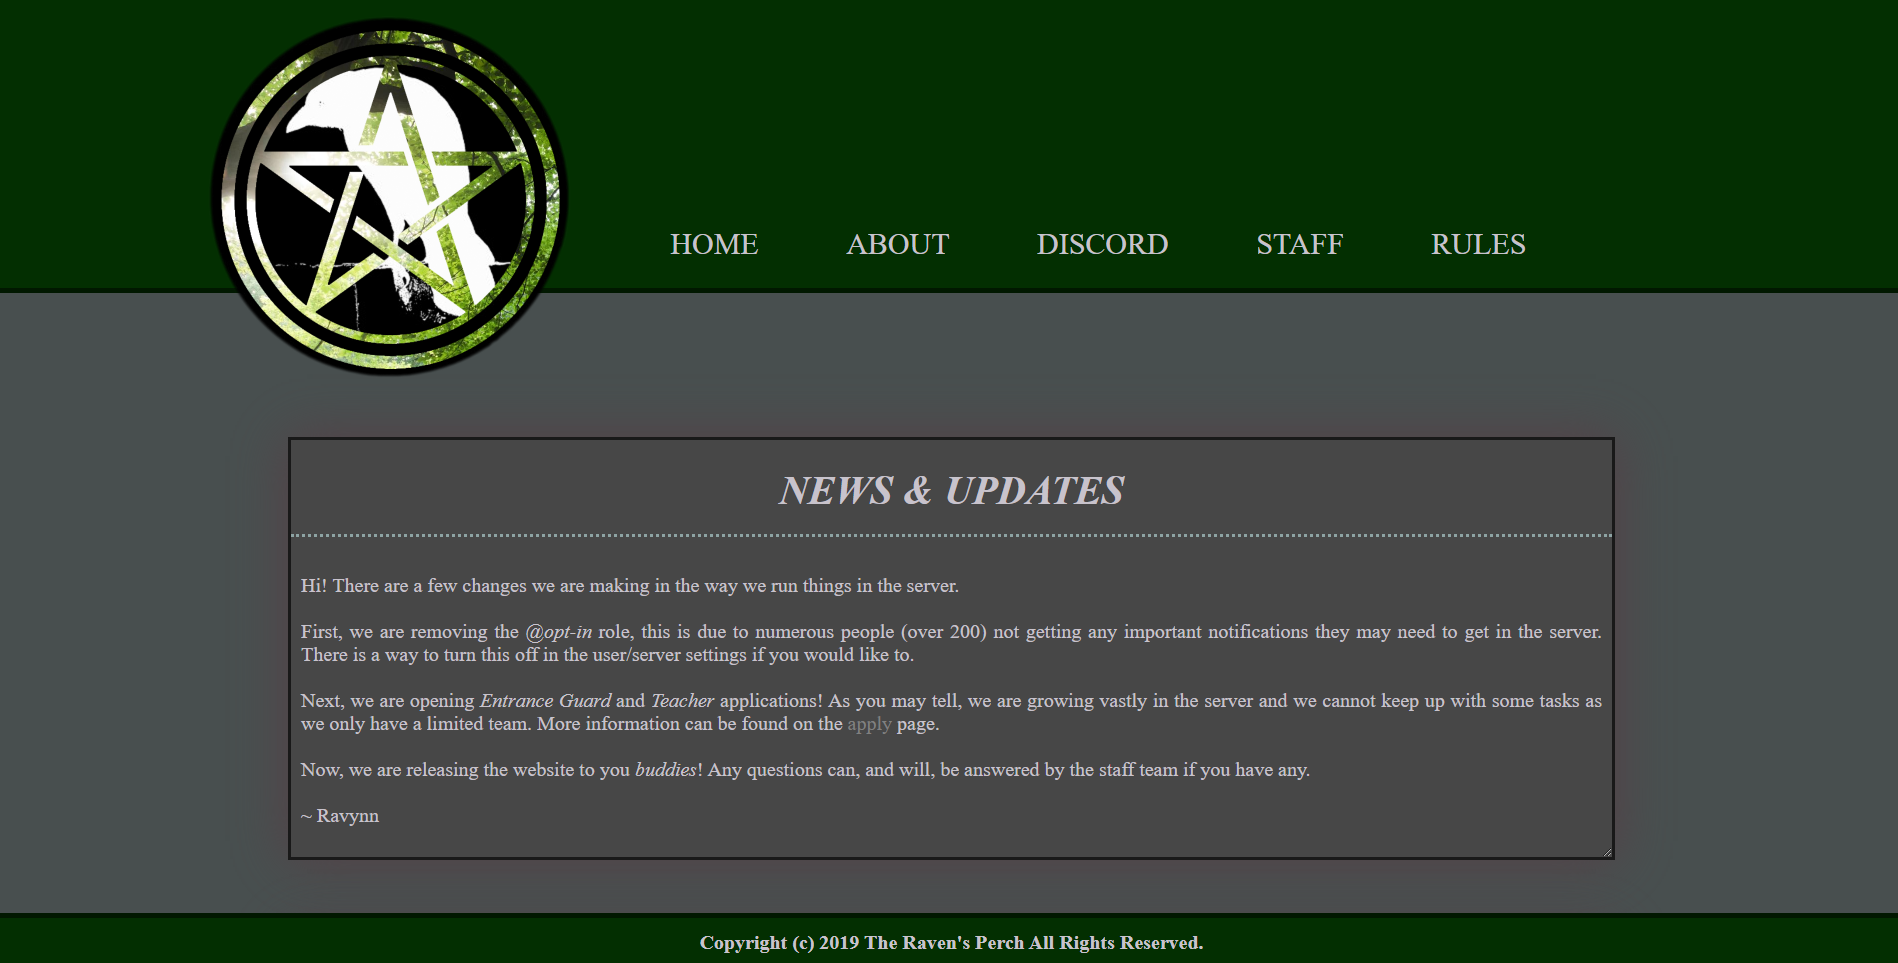 HOME ABOUT DISCORD STAFF RULES
NEWS & UPDATES
Hi! There are a few changes we are making in the way we run things in the server.
First, we are removing the @opt-in role, this is due to numerous people (over 200) not getting any important notifications they may need to get in the server.
There is a way to turn this off in the user/server settings if you would like to.
Next, we are opening Entrance Guard and Teacher applications! As you may tell, we are growing vastly in the server and we cannot keep up with some tasks as
we only have a limited team. More information can be found on the apply page.
Now, we are releasing the website to you buddies! Any questions can, and will, be answered by the staff team if you have any.
~ Ravynn
Copyright (c) 2019 The Raven's Perch All Rights Reserved.